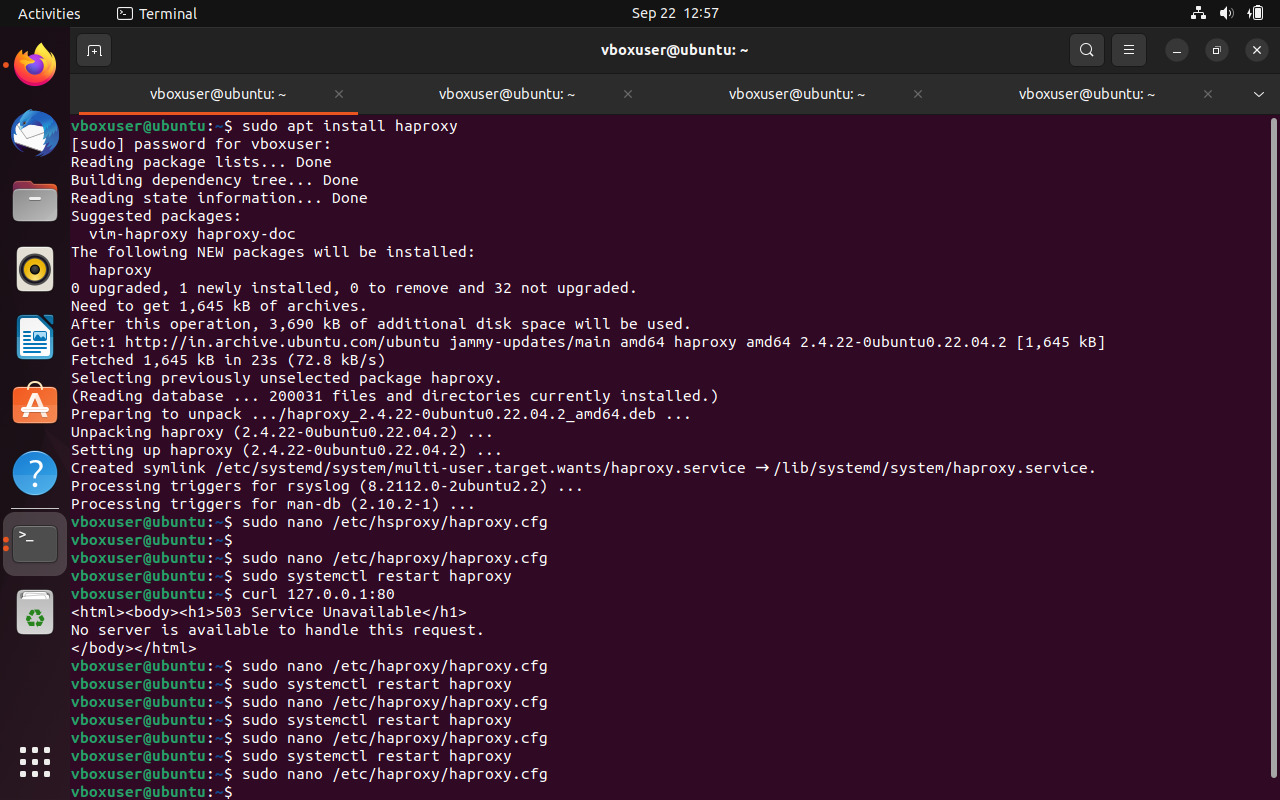 Activities
Terminal
Sep 22 12:57
vboxuser@ubuntu: ~
vboxuser@ubuntu: ~
vboxuser@ubuntu: ~
vboxuser@ubuntu: ~
vboxuser@ubuntu: ~
vboxuser@ubuntu:~$ sudo apt install haproxy
[sudo] password for vboxuser:
Reading package lists... Done
Building dependency tree... Done
Reading state information... Done
Suggested packages:
  vim-haproxy haproxy-doc
The following NEW packages will be installed:
  haproxy
0 upgraded, 1 newly installed, 0 to remove and 32 not upgraded.
Need to get 1,645 kB of archives.
After this operation, 3,690 kB of additional disk space will be used.
Get:1 http://in.archive.ubuntu.com/ubuntu jammy-updates/main amd64 haproxy amd64 2.4.22-0ubuntu0.22.04.2 [1,645 kB]
Fetched 1,645 kB in 23s (72.8 kB/s)
Selecting previously unselected package haproxy.
(Reading database ... 200031 files and directories currently installed.)
Preparing to unpack .../haproxy_2.4.22-0ubuntu0.22.04.2_amd64.deb ...
Unpacking haproxy (2.4.22-0ubuntu0.22.04.2) ...
Setting up haproxy (2.4.22-0ubuntu0.22.04.2) ...
Created symlink /etc/systemd/system/multi-user.target.wants/haproxy.service → /lib/systemd/system/haproxy.service.
Processing triggers for rsyslog (8.2112.0-2ubuntu2.2) ...
Processing triggers for man-db (2.10.2-1) ...
vboxuser@ubuntu:~$ sudo nano /etc/hsproxy/haproxy.cfg
vboxuser@ubuntu:~$
vboxuser@ubuntu:~$ sudo nano /etc/haproxy/haproxy.cfg
vboxuser@ubuntu:~$ sudo systemctl restart haproxy
vboxuser@ubuntu:~$ curl 127.0.0.1:80
<html><body><h1>503 Service Unavailable</h1>
No server is available to handle this request.
</body></html>
vboxuser@ubuntu:~$ sudo nano /etc/haproxy/haproxy.cfg
vboxuser@ubuntu:~$ sudo systemctl restart haproxy
vboxuser@ubuntu:~$ sudo nano /etc/haproxy/haproxy.cfg
vboxuser@ubuntu:~$ sudo systemctl restart haproxy
vboxuser@ubuntu:~$ sudo nano /etc/haproxy/haproxy.cfg
vboxuser@ubuntu:~$ sudo systemctl restart haproxy
vboxuser@ubuntu:~$ sudo nano /etc/haproxy/haproxy.cfg
vboxuser@ubuntu:~$